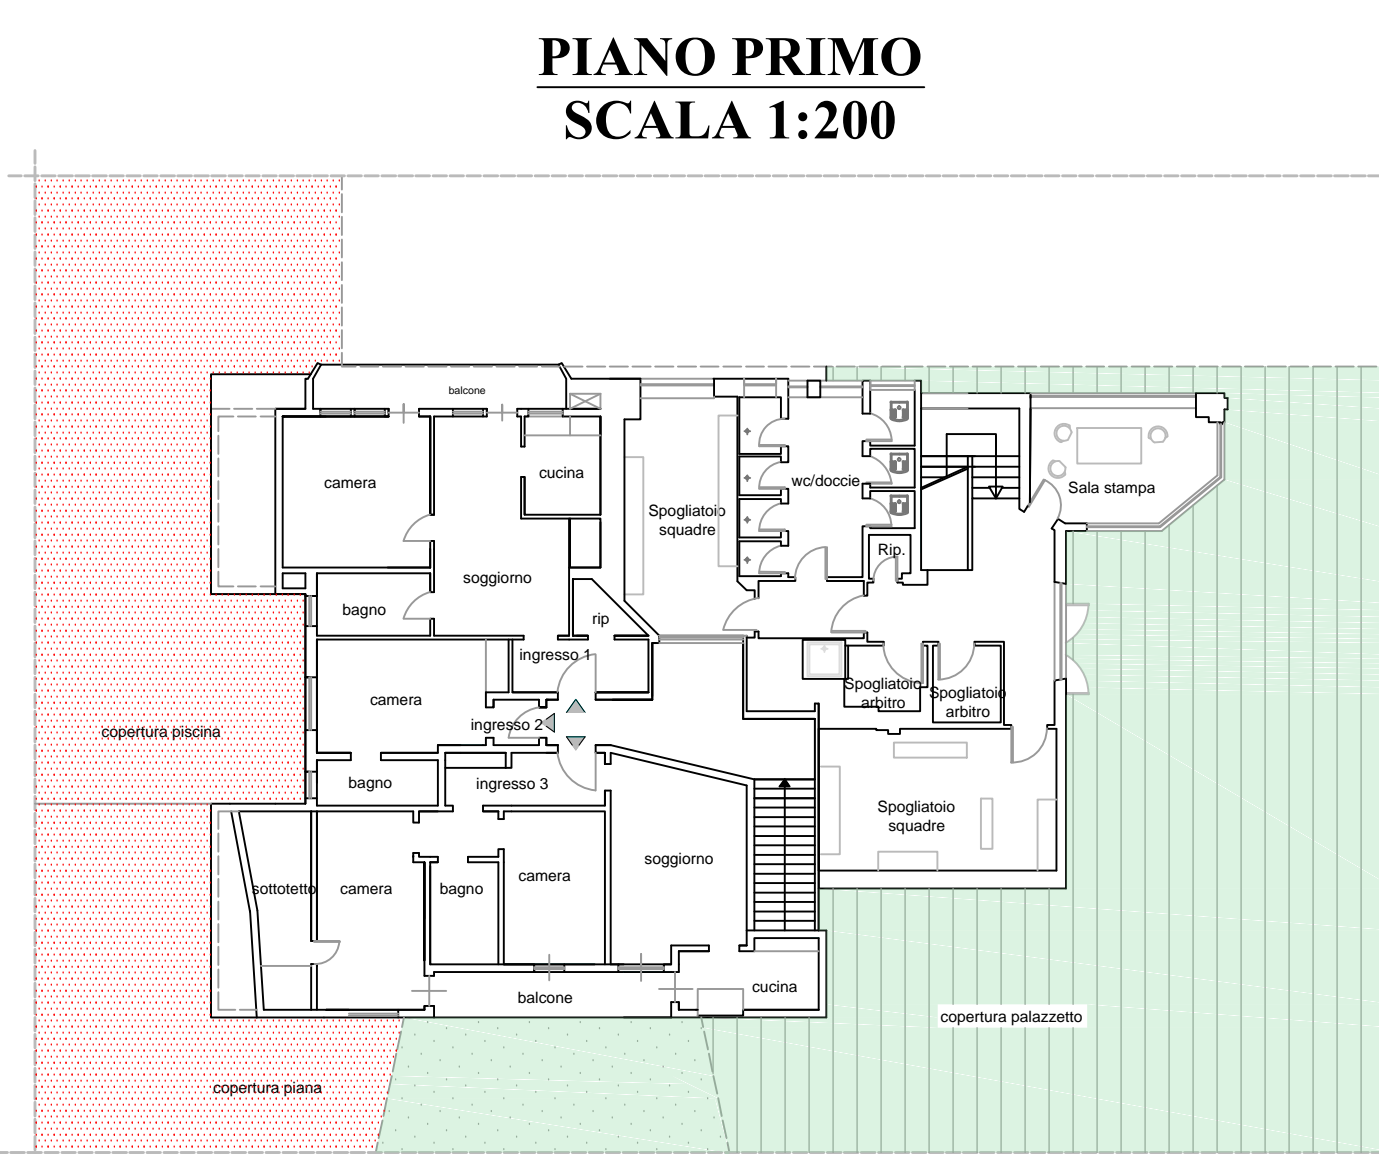 PIANO PRIMO
SCALA 1:200
balcone
camera
cucina
wc/doccie
Sala stampa
Spogliatoio
squadre
Rip.
soggiorno
bagno
rip
ingresso 1
Spogliatoio
arbitro
Spogliatoio
arbitro
camera
ingresso 2
copertura piscina
bagno
ingresso 3
Spogliatoio
squadre
soggiorno
sottotetto
camera
bagno
camera
cucina
balcone
copertura palazzetto
copertura piana